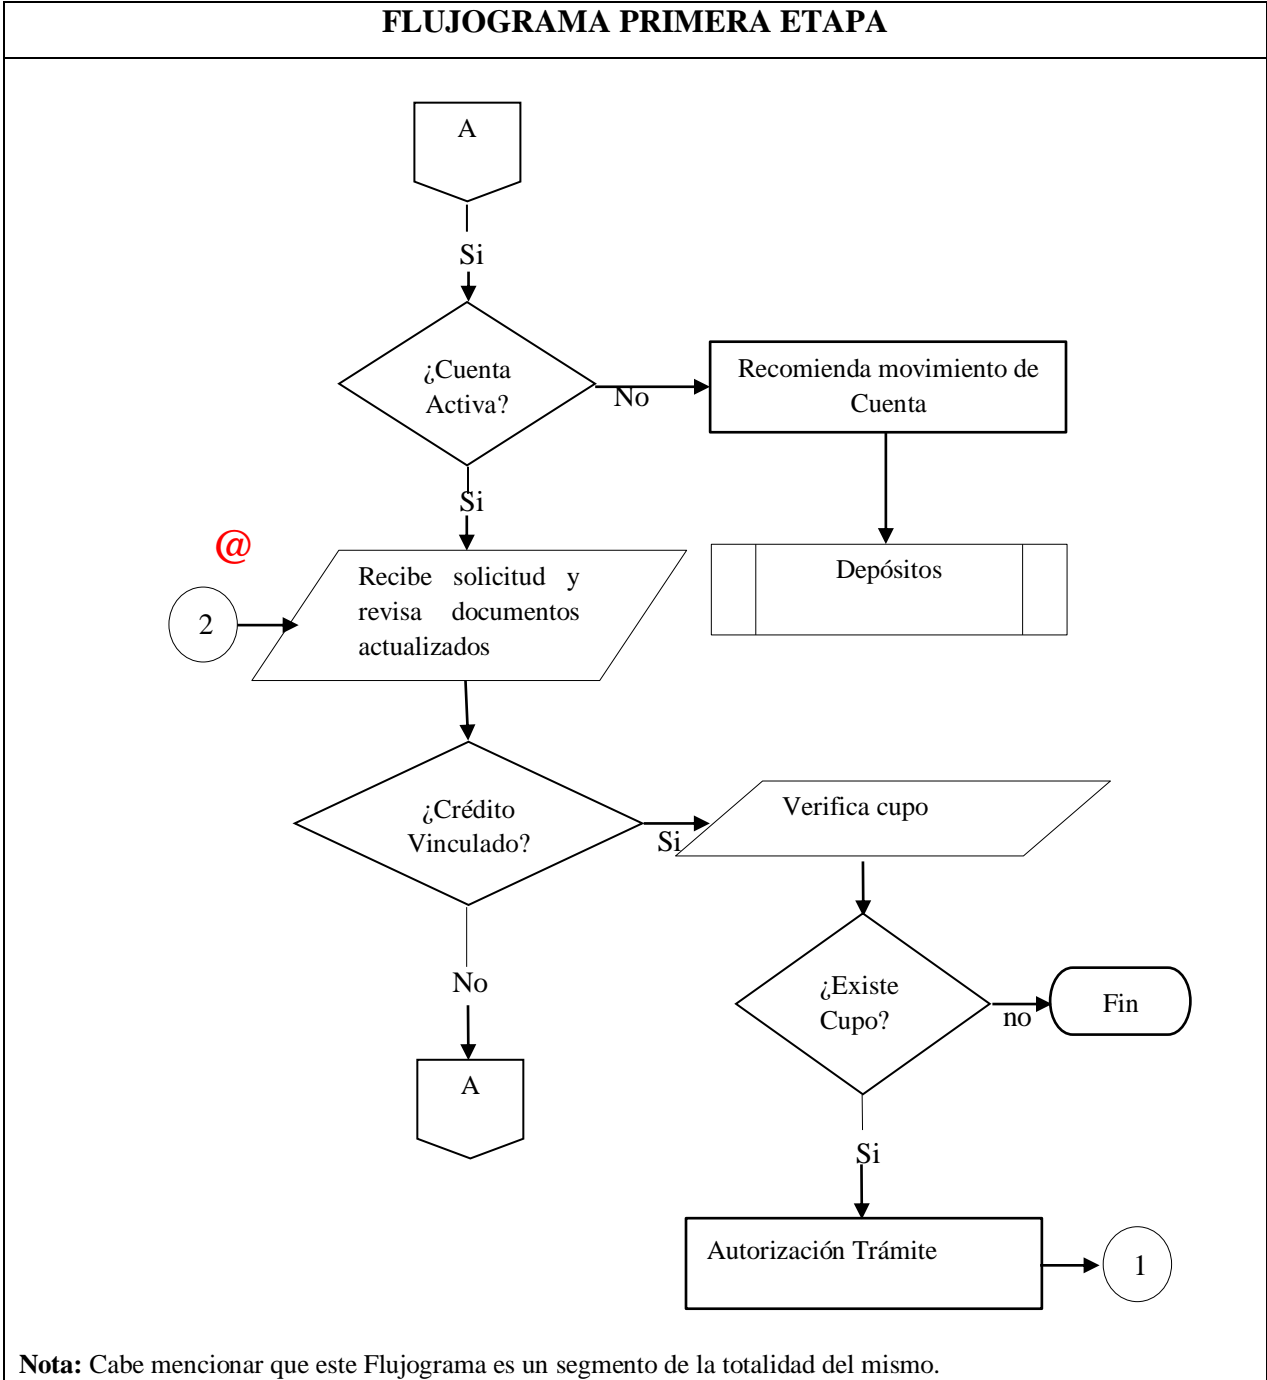 FLUJOGRAMA PRIMERA ETAPA
A
Si
¿Cuenta
Activa?
No
Recomienda movimiento de
Cuenta
Si
@
2
Recibe solicitud y
revisa documentos
actualizados
Depósitos
¿Crédito
Vinculado?
Si
Verifica cupo
No
¿Existe
Cupo?
no
Fin
A
Si
Autorización Trámite
1
Nota: Cabe mencionar que este Flujograma es un segmento de la totalidad del mismo.